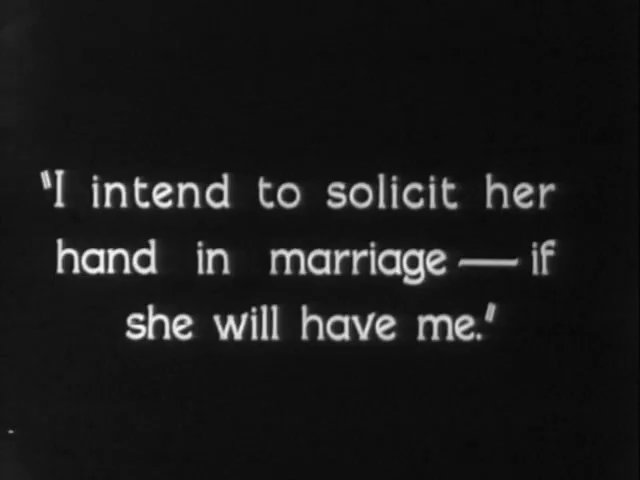 "I intend to solicit her
hand in marriage — if
she will have me."